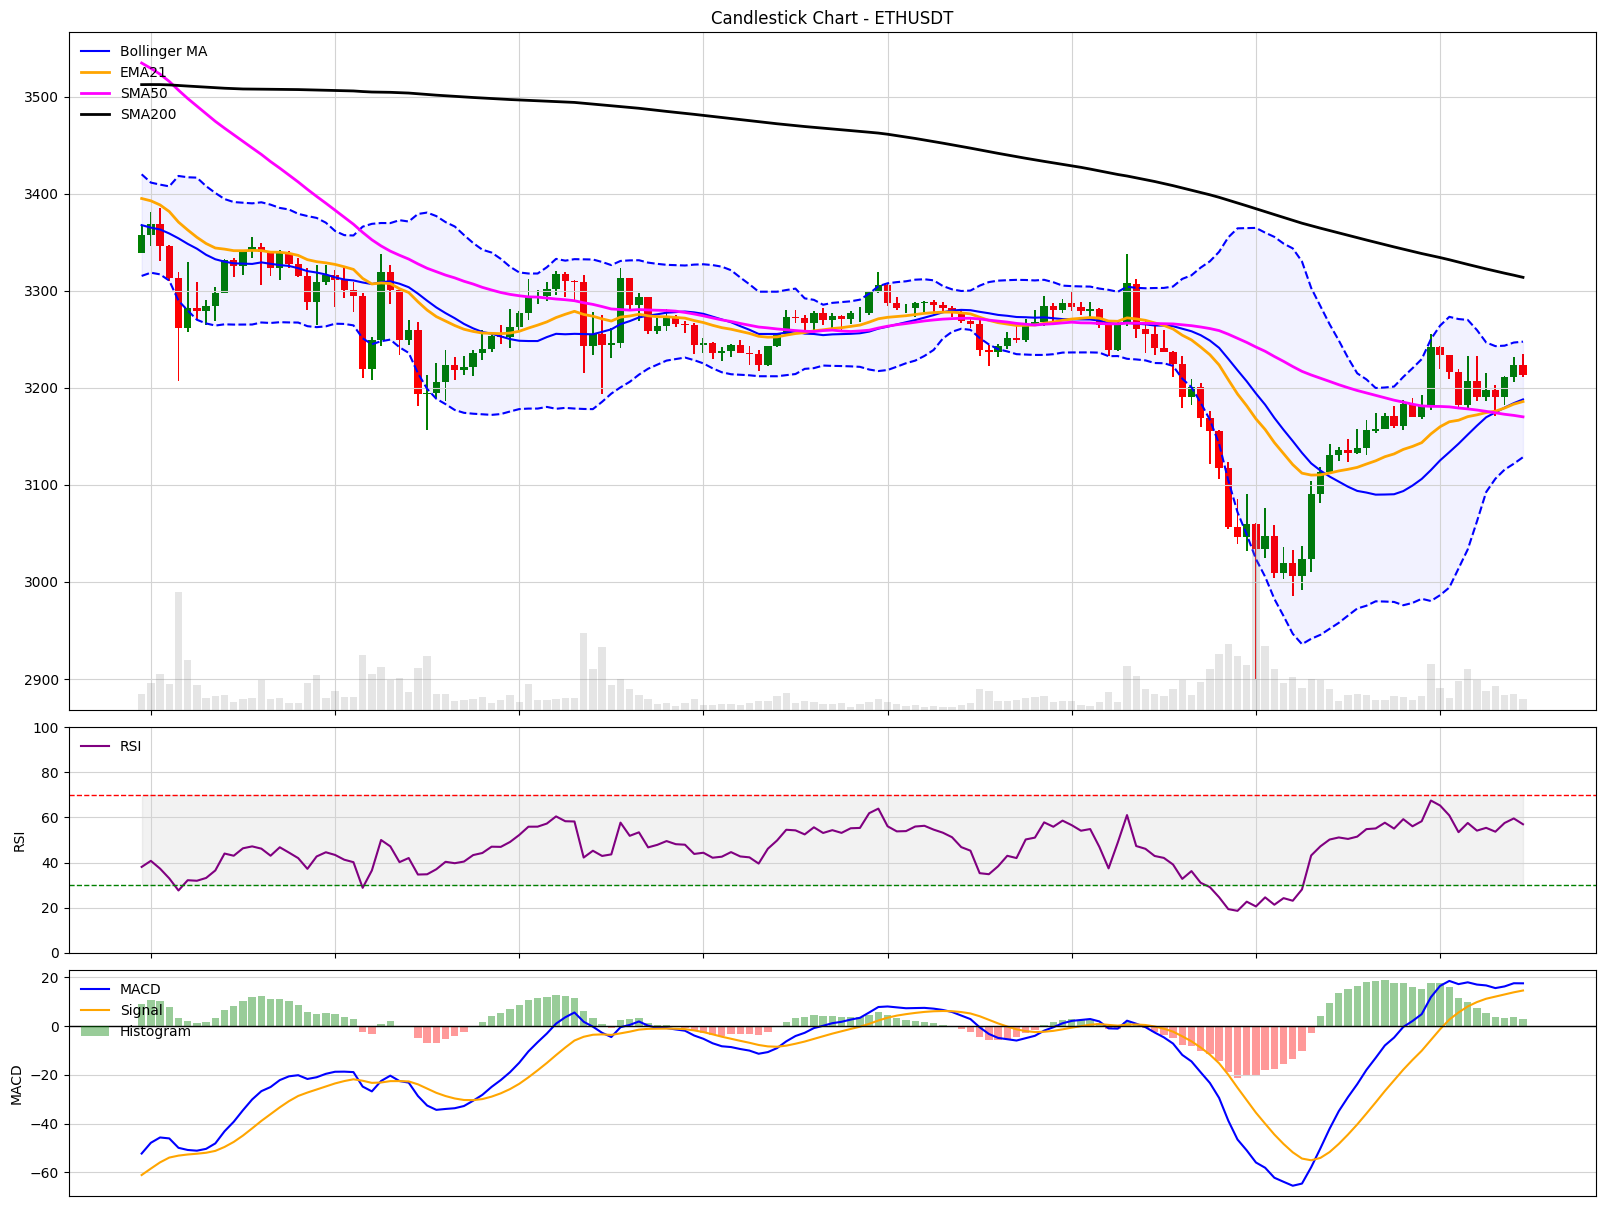 Candlestick Chart - ETHUSDT
Bollinger MA
EMA21
SMA50
SMA200
3500
3400
3300
3200
3100
3000
2900
RSI
100
80
60
40
20
0
RSI
MACD
Signal
Histogram
20
0
−20
−40
−60
MACD